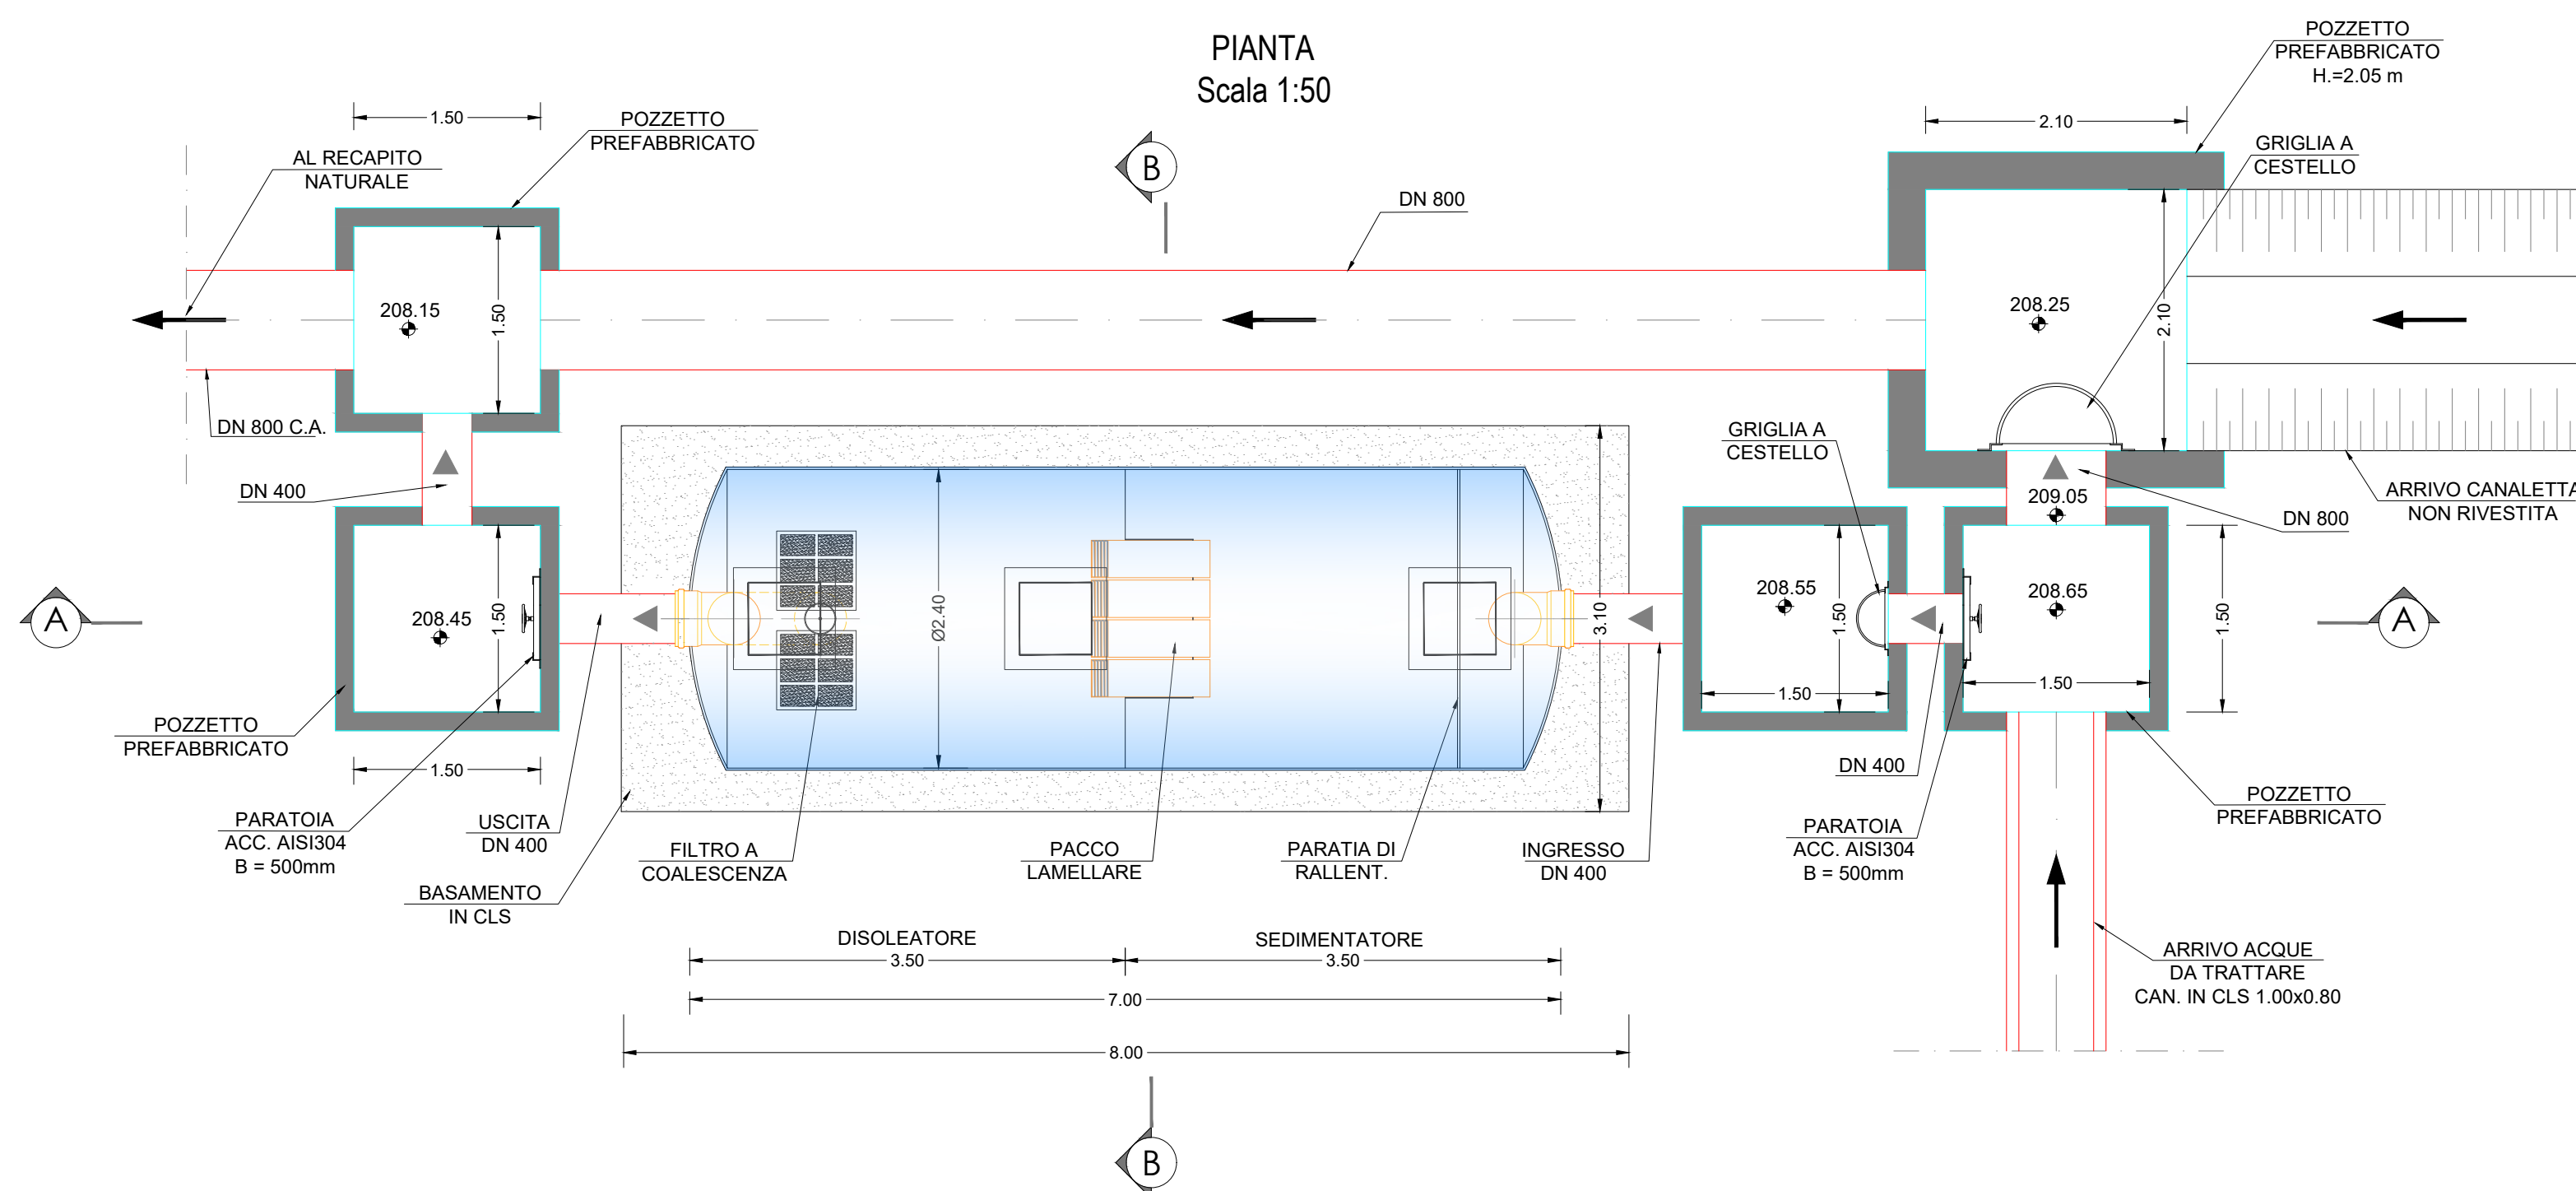 PIANTA
Scala 1:50
POZZETTO
PREFABBRICATO
H.=2.05 m
1.50
POZZETTO
PREFABBRICATO
2.10
GRIGLIA A
CESTELLO
AL RECAPITO
NATURALE
B
DN 800
208.15
1.50
208.25
2.10
DN 800 C.A.
GRIGLIA A
CESTELLO
DN 400
209.05
ARRIVO CANALETTA
NON RIVESTITA
DN 800
A
208.45
1.50
Ø2.40
3.10
208.55
1.50
1.50
208.65
1.50
1.50
A
POZZETTO
PREFABBRICATO
1.50
DN 400
POZZETTO
PREFABBRICATO
PARATOIA
ACC. AISI304
B = 500mm
USCITA
DN 400
FILTRO A
COALESCENZA
PACCO
LAMELLARE
PARATIA DI
RALLENT.
INGRESSO
DN 400
PARATOIA
ACC. AISI304
B = 500mm
BASAMENTO
IN CLS
DISOLEATORE
3.50
SEDIMENTATORE
3.50
ARRIVO ACQUE
DA TRATTARE
CAN. IN CLS 1.00x0.80
7.00
8.00
B